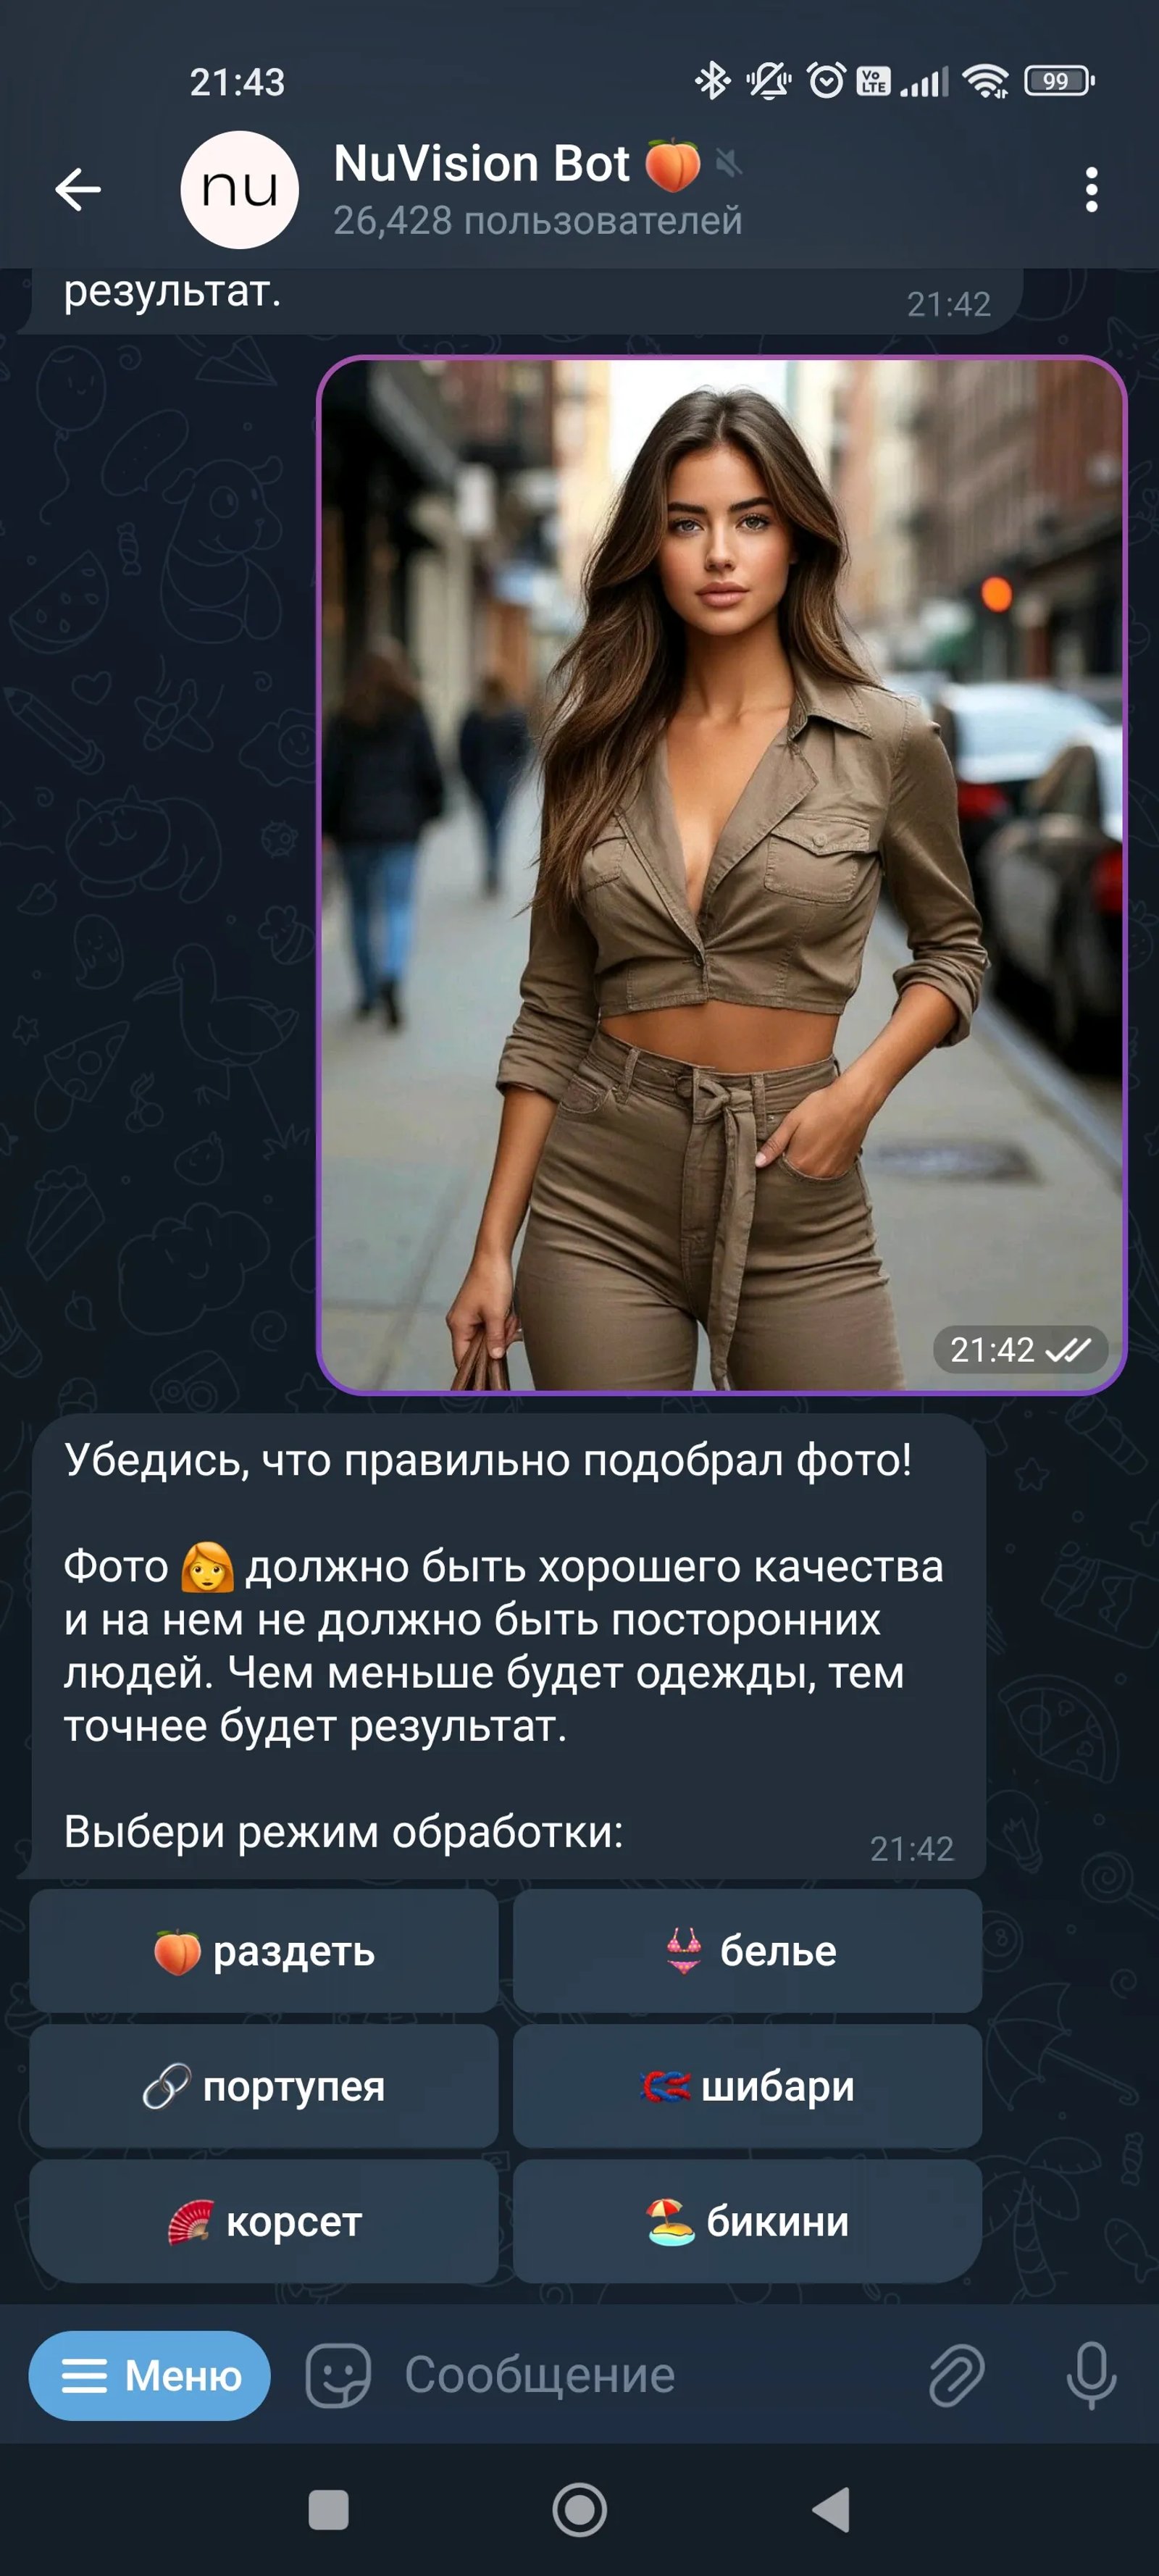 21:43
Vo LTE
99
nu
NuVision Bot 🍑
26,428 пользователей
результат.
21:42
21:42
Убедись, что правильно подобрал фото!
Фото 👩‍🦰 должно быть хорошего качества
и на нем не должно быть посторонних
людей. Чем меньше будет одежды, тем
точнее будет результат.
Выбери режим обработки:
21:42
🍑 раздеть
👙 белье
🔗 портупея
🪢 шибари
🪭 корсет
🏖 бикини
Меню
Сообщение